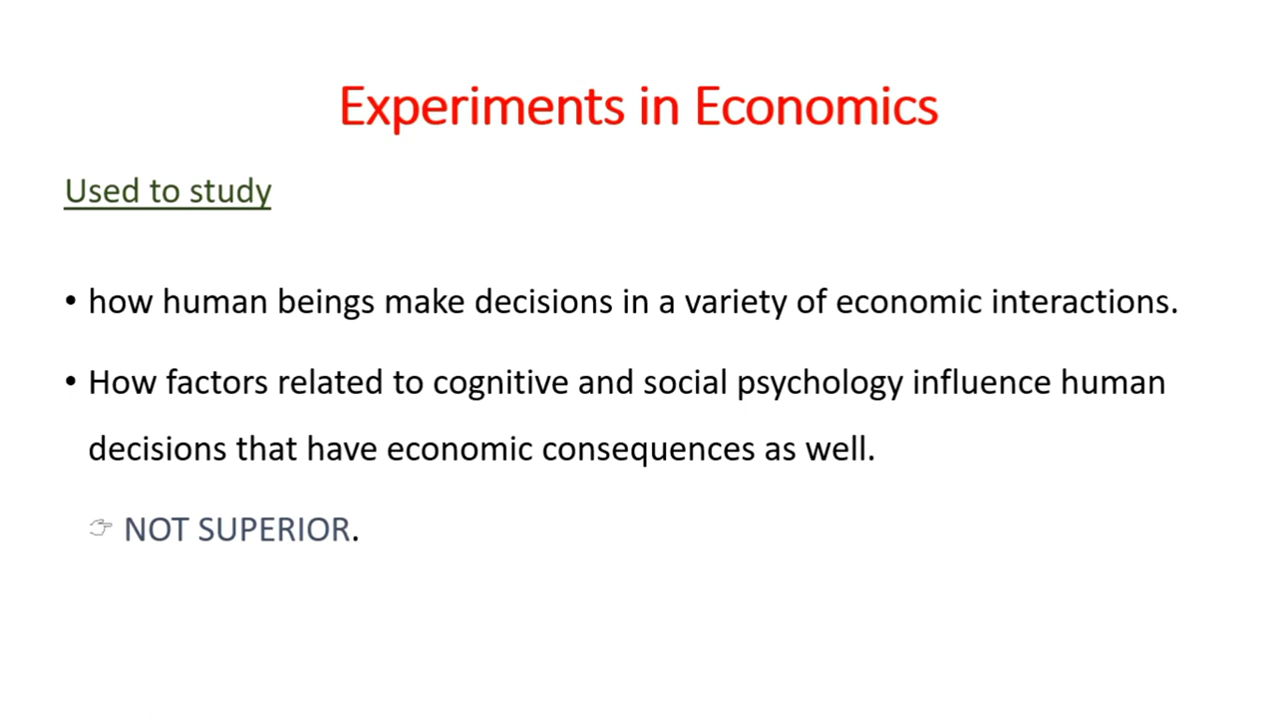 Experiments in Economics
Used to study
• how human beings make decisions in a variety of economic interactions.
• How factors related to cognitive and social psychology influence human
decisions that have economic consequences as well.
☞ NOT SUPERIOR.